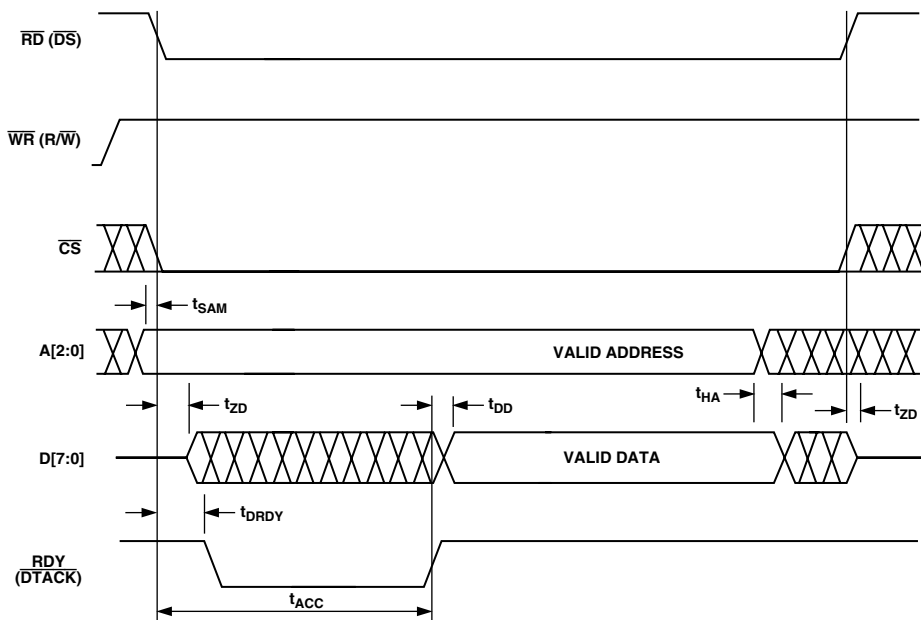 RD (DS)
WR (R/W)
CS
tSAM
A[2:0]
VALID ADDRESS
tZD
tDD
tHA
tZD
D[7:0]
VALID DATA
tDRDY
RDY
(DTACK)
tACC